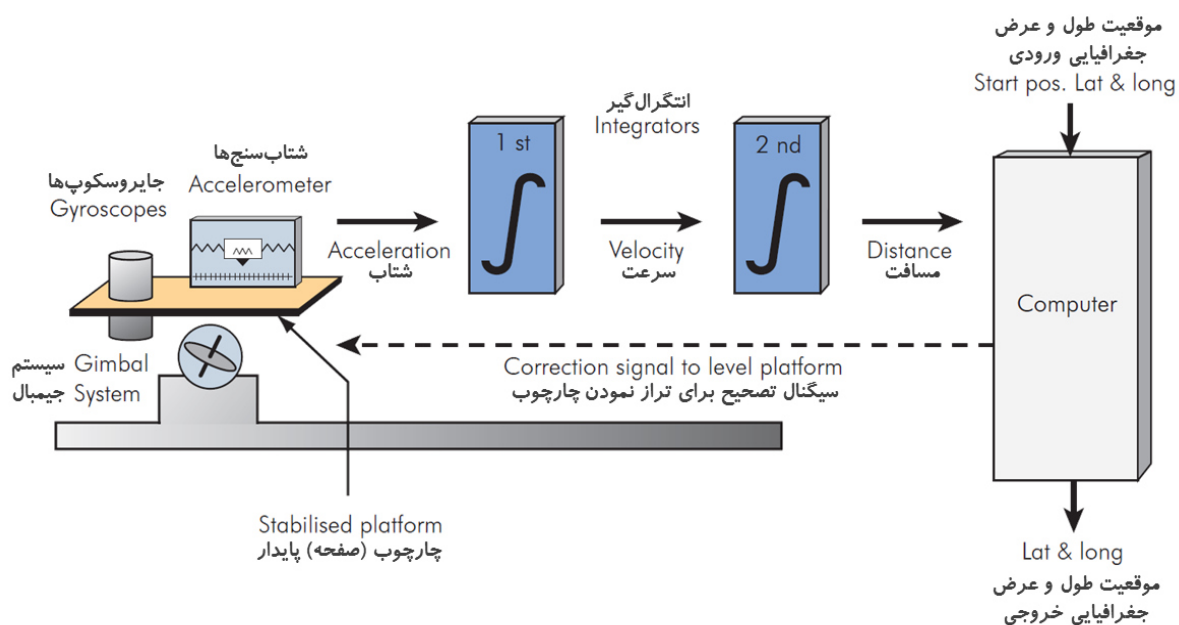 موقعیت طول و عرض
جغرافیایی ورودی
Start pos. Lat & long
انتگرال‌گیر
Integrators
1 st
2 nd
شتاب‌سنج‌ها
Accelerometer
جایروسکوپ‌ها
Gyroscopes
Acceleration
شتاب
Velocity
سرعت
Distance
مسافت
Computer
Correction signal to level platform
سیگنال تصحیح برای تراز نمودن چارچوب
سیستم Gimbal
جیمبال System
Stabilised platform
چارچوب (صفحه) پایدار
Lat & long
موقعیت طول و عرض
جغرافیایی خروجی